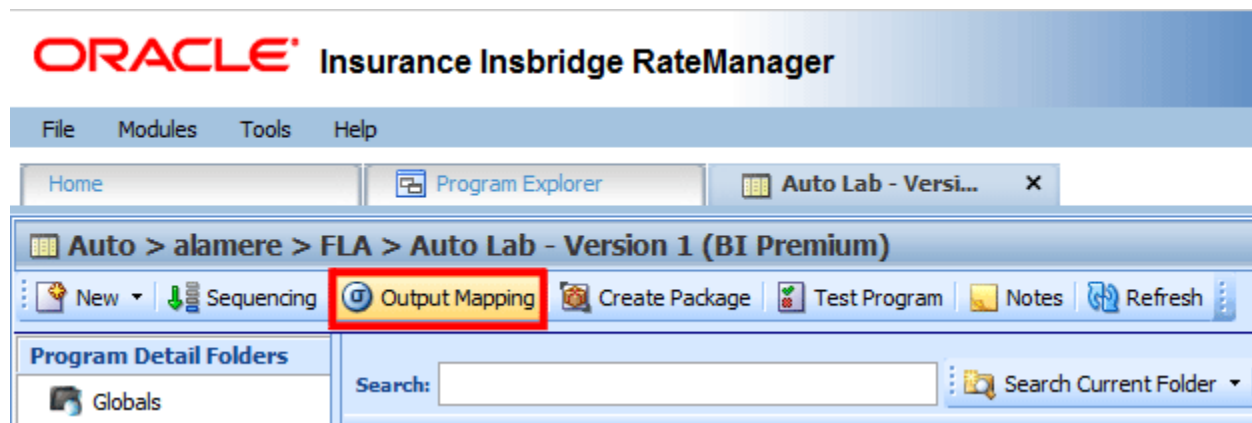 ORACLE Insurance Insbridge RateManager
File Modules Tools Help
Home Program Explorer Auto Lab - Versi... x
Auto > alamere > FLA > Auto Lab - Version 1 (BI Premium)
New Sequencing Output Mapping Create Package Test Program Notes Refresh
Program Detail Folders
Globals
Search: Search Current Folder